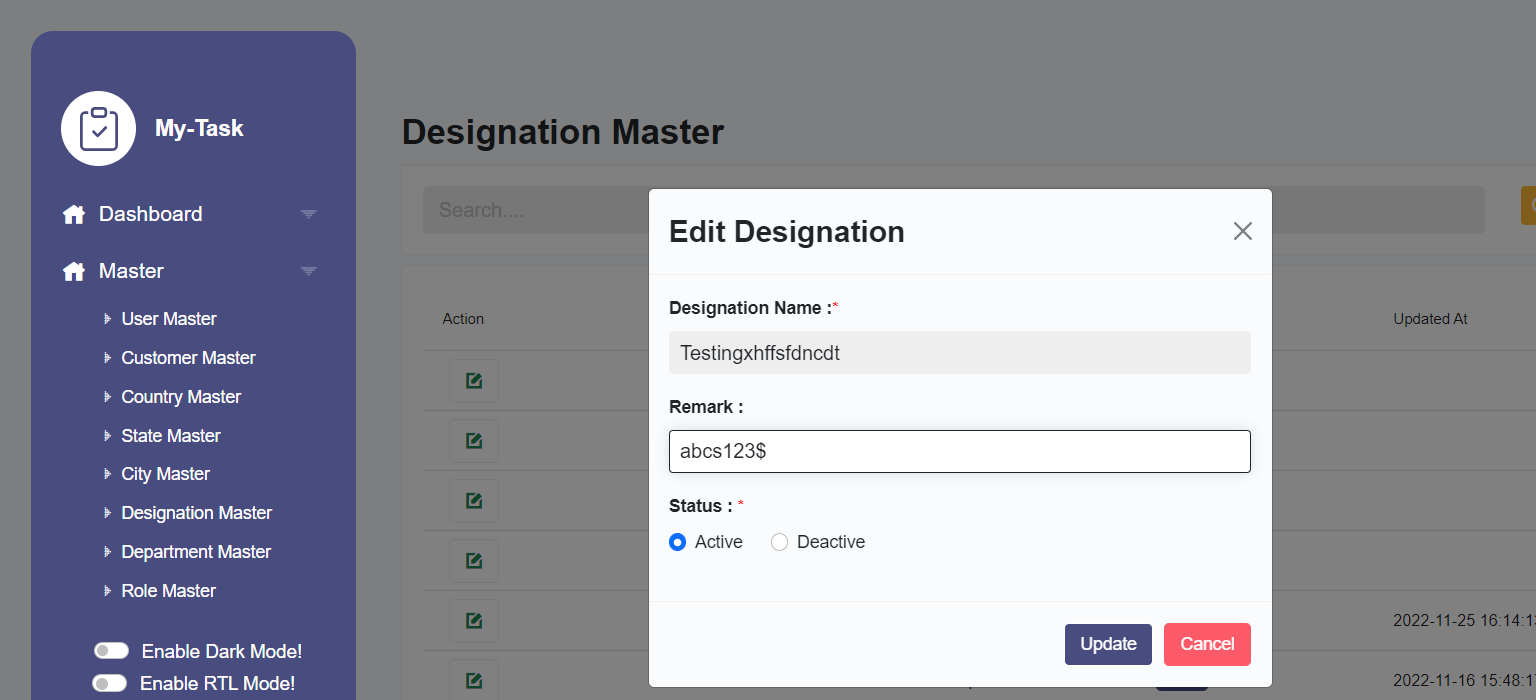 My-Task
Dashboard
Master
User Master
Customer Master
Country Master
State Master
City Master
Designation Master
Department Master
Role Master
Enable Dark Mode!
Enable RTL Mode!
Designation Master
Search....
Action
Updated At
2022-11-25 16:14:1
2022-11-16 15:48:1
Edit Designation
Designation Name :*
Testingxhffsfdncdt
Remark :
abcs123$
Status : *
Active Deactive
Update Cancel